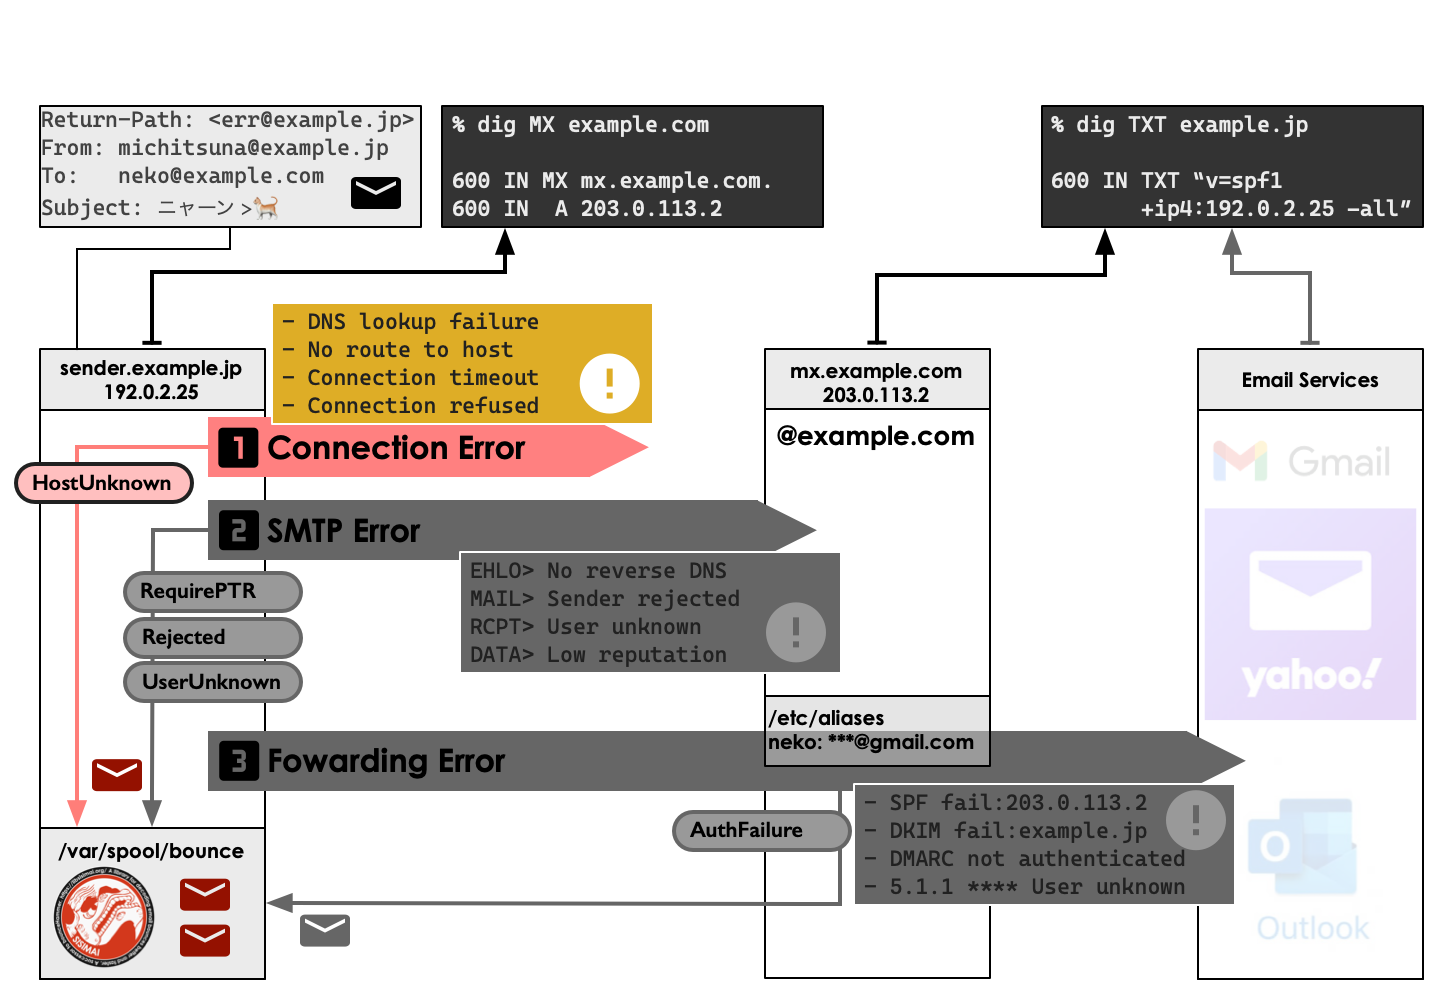 Return-Path: <err@example.jp>
From: michitsuna@example.jp
To:   neko@example.com
Subject: ニャーン >🐈
% dig MX example.com
600 IN MX mx.example.com.
600 IN  A 203.0.113.2
% dig TXT example.jp
600 IN TXT “v=spf1
+ip4:192.0.2.25 -all”
- DNS lookup failure
- No route to host
- Connection timeout
- Connection refused
sender.example.jp
192.0.2.25
mx.example.com
203.0.113.2
Email Services
@example.com
1 Connection Error
HostUnknown
Gmail
2 SMTP Error
EHLO> No reverse DNS
MAIL> Sender rejected
RCPT> User unknown
DATA> Low reputation
RequirePTR
Rejected
UserUnknown
yahoo!
/etc/aliases
neko: ***@gmail.com
3 Fowarding Error
- SPF fail:203.0.113.2
- DKIM fail:example.jp
- DMARC not authenticated
- 5.1.1 **** User unknown
AuthFailure
/var/spool/bounce
SISIMAI
Outlook